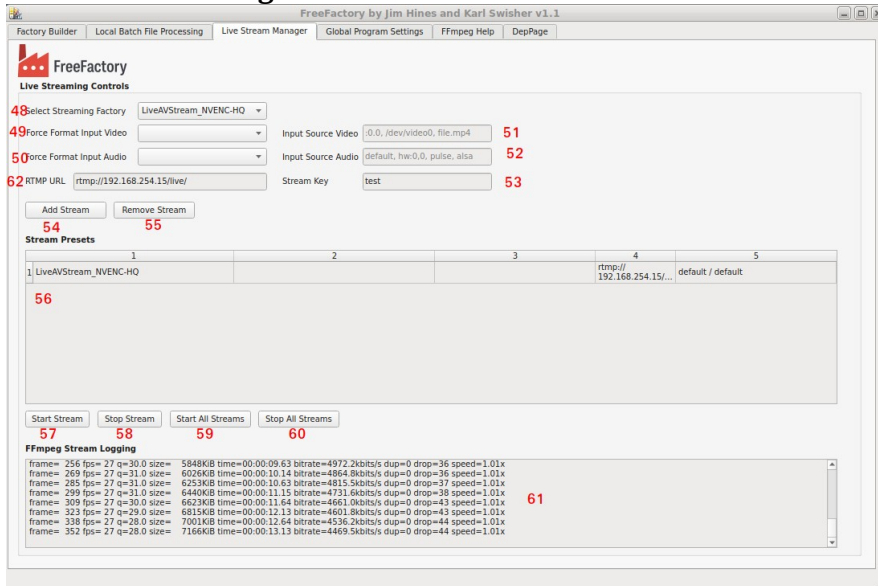 FreeFactory by Jim Hines and Karl Swisher v1.1
Factory Builder Local Batch File Processing Live Stream Manager Global Program Settings FFmpeg Help DepPage
FreeFactory
Live Streaming Controls
48 Select Streaming Factory LiveAVStream_NVENC-HQ
49 Force Format Input Video Input Source Video :0.0, /dev/video0, file.mp4 51
50 Force Format Input Audio Input Source Audio default, hw:0,0, pulse, alsa 52
62 RTMP URL rtmp://192.168.254.15/live/ Stream Key test 53
Add Stream Remove Stream
54 55
Stream Presets
1 2 3 4 5
1 LiveAVStream_NVENC-HQ rtmp:// 192.168.254.15/... default / default
56
Start Stream Stop Stream Start All Streams Stop All Streams
57 58 59 60
FFmpeg Stream Logging
frame= 256 fps= 27 q=30.0 size= 5848KiB time=00:00:09.63 bitrate=4972.2kbits/s dup=0 drop=36 speed=1.01x
frame= 269 fps= 27 q=31.0 size= 6026KiB time=00:00:10.14 bitrate=4864.8kbits/s dup=0 drop=36 speed=1.01x
frame= 285 fps= 27 q=31.0 size= 6253KiB time=00:00:10.63 bitrate=4815.5kbits/s dup=0 drop=37 speed=1.01x
frame= 299 fps= 27 q=31.0 size= 6440KiB time=00:00:11.15 bitrate=4731.6kbits/s dup=0 drop=38 speed=1.01x
frame= 309 fps= 27 q=30.0 size= 6623KiB time=00:00:11.64 bitrate=4661.0kbits/s dup=0 drop=43 speed=1.01x
frame= 323 fps= 27 q=29.0 size= 6815KiB time=00:00:12.13 bitrate=4601.8kbits/s dup=0 drop=43 speed=1.01x
frame= 338 fps= 27 q=28.0 size= 7001KiB time=00:00:12.64 bitrate=4536.2kbits/s dup=0 drop=44 speed=1.01x
frame= 352 fps= 27 q=28.0 size= 7166KiB time=00:00:13.13 bitrate=4469.5kbits/s dup=0 drop=44 speed=1.01x
61